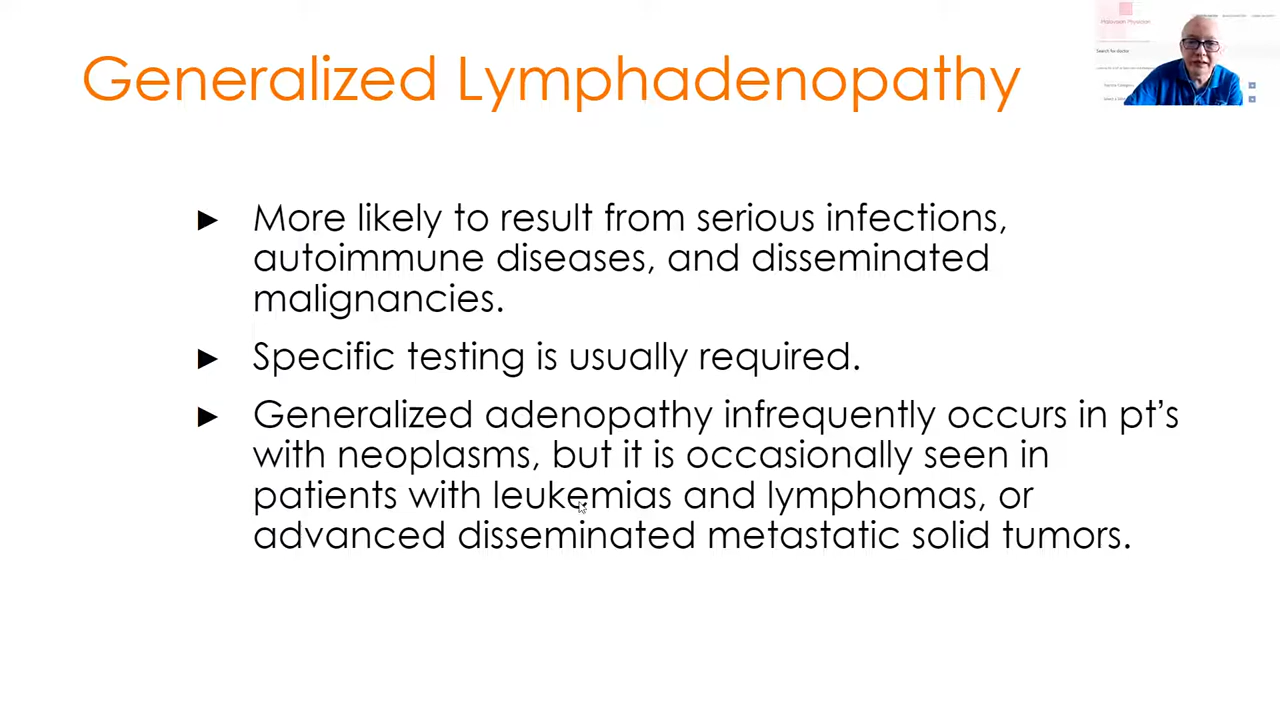 Generalized Lymphadenopathy
► More likely to result from serious infections,
autoimmune diseases, and disseminated
malignancies.
► Specific testing is usually required.
► Generalized adenopathy infrequently occurs in pt’s
with neoplasms, but it is occasionally seen in
patients with leukemias and lymphomas, or
advanced disseminated metastatic solid tumors.